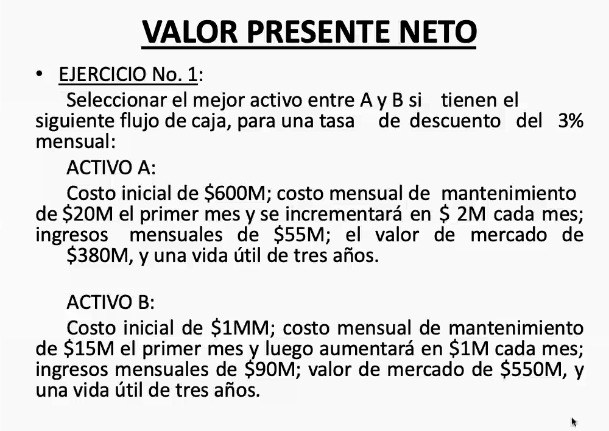 VALOR PRESENTE NETO
• EJERCICIO No. 1:
Seleccionar el mejor activo entre A y B si tienen el
siguiente flujo de caja, para una tasa de descuento del 3%
mensual:
ACTIVO A:
Costo inicial de $600M; costo mensual de mantenimiento
de $20M el primer mes y se incrementará en $ 2M cada mes;
ingresos mensuales de $55M; el valor de mercado de
$380M, y una vida útil de tres años.
ACTIVO B:
Costo inicial de $1MM; costo mensual de mantenimiento
de $15M el primer mes y luego aumentará en $1M cada mes;
ingresos mensuales de $90M; valor de mercado de $550M, y
una vida útil de tres años.